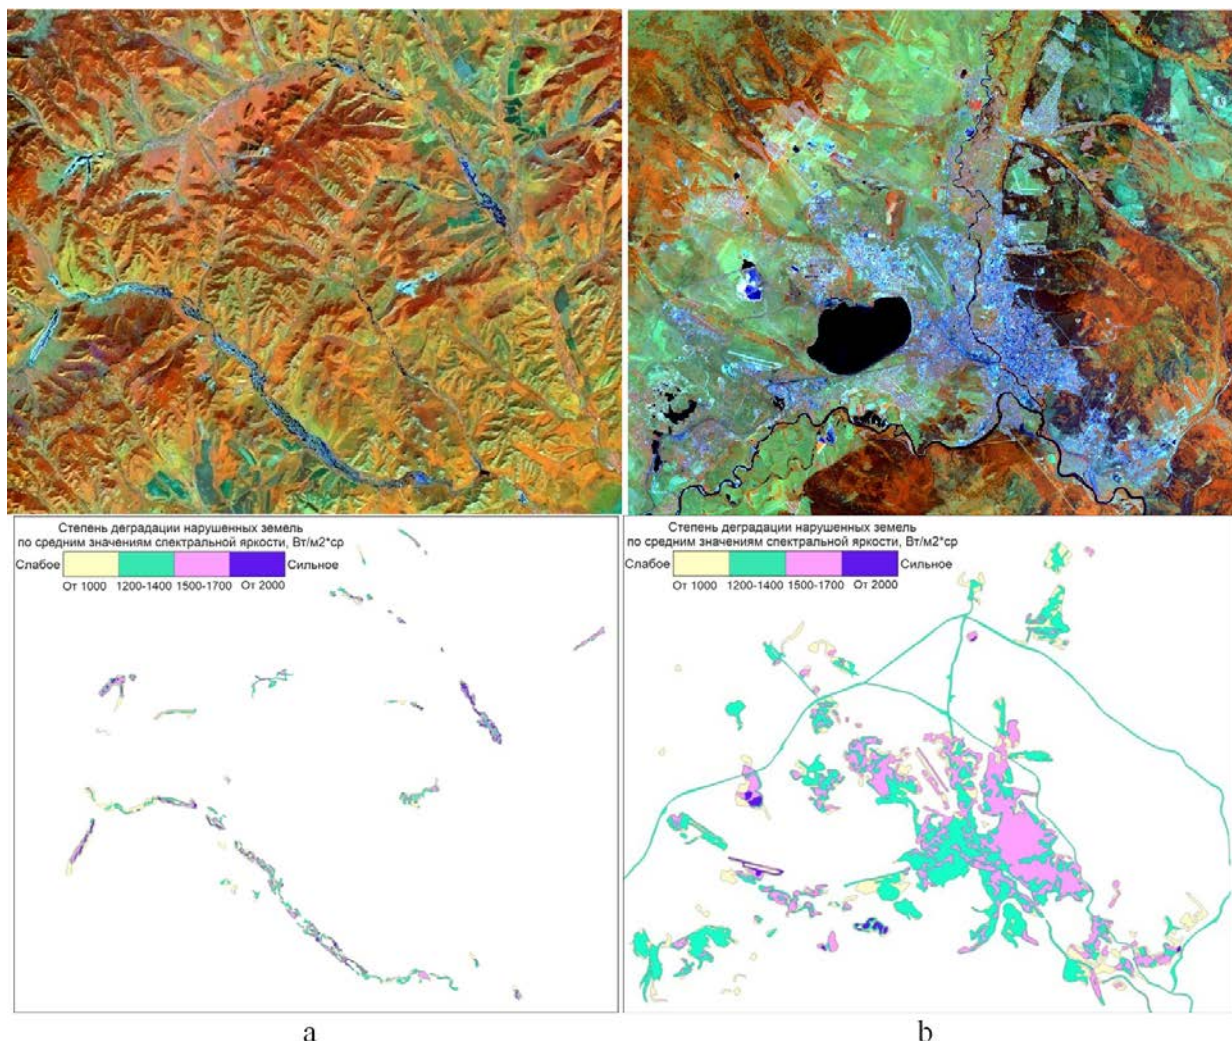 Степень деградации нарушенных земель
по средним значениям спектральной яркости, Вт/м2*ср
Слабое Сильное
От 1000 1200-1400 1500-1700 От 2000
Степень деградации нарушенных земель
по средним значениям спектральной яркости, Вт/м2*ср
Слабое Сильное
От 1000 1200-1400 1500-1700 От 2000
a b